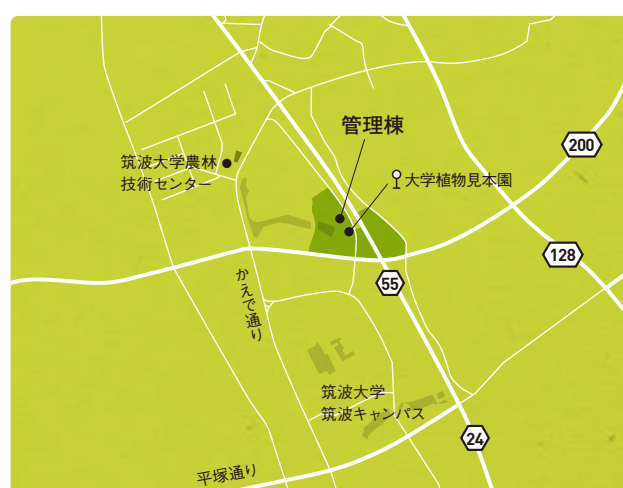 管理棟
200
筑波大学農林
技術センター
大学植物見本園
128
55
かえで通り
筑波大学
筑波キャンパス
24
平塚通り